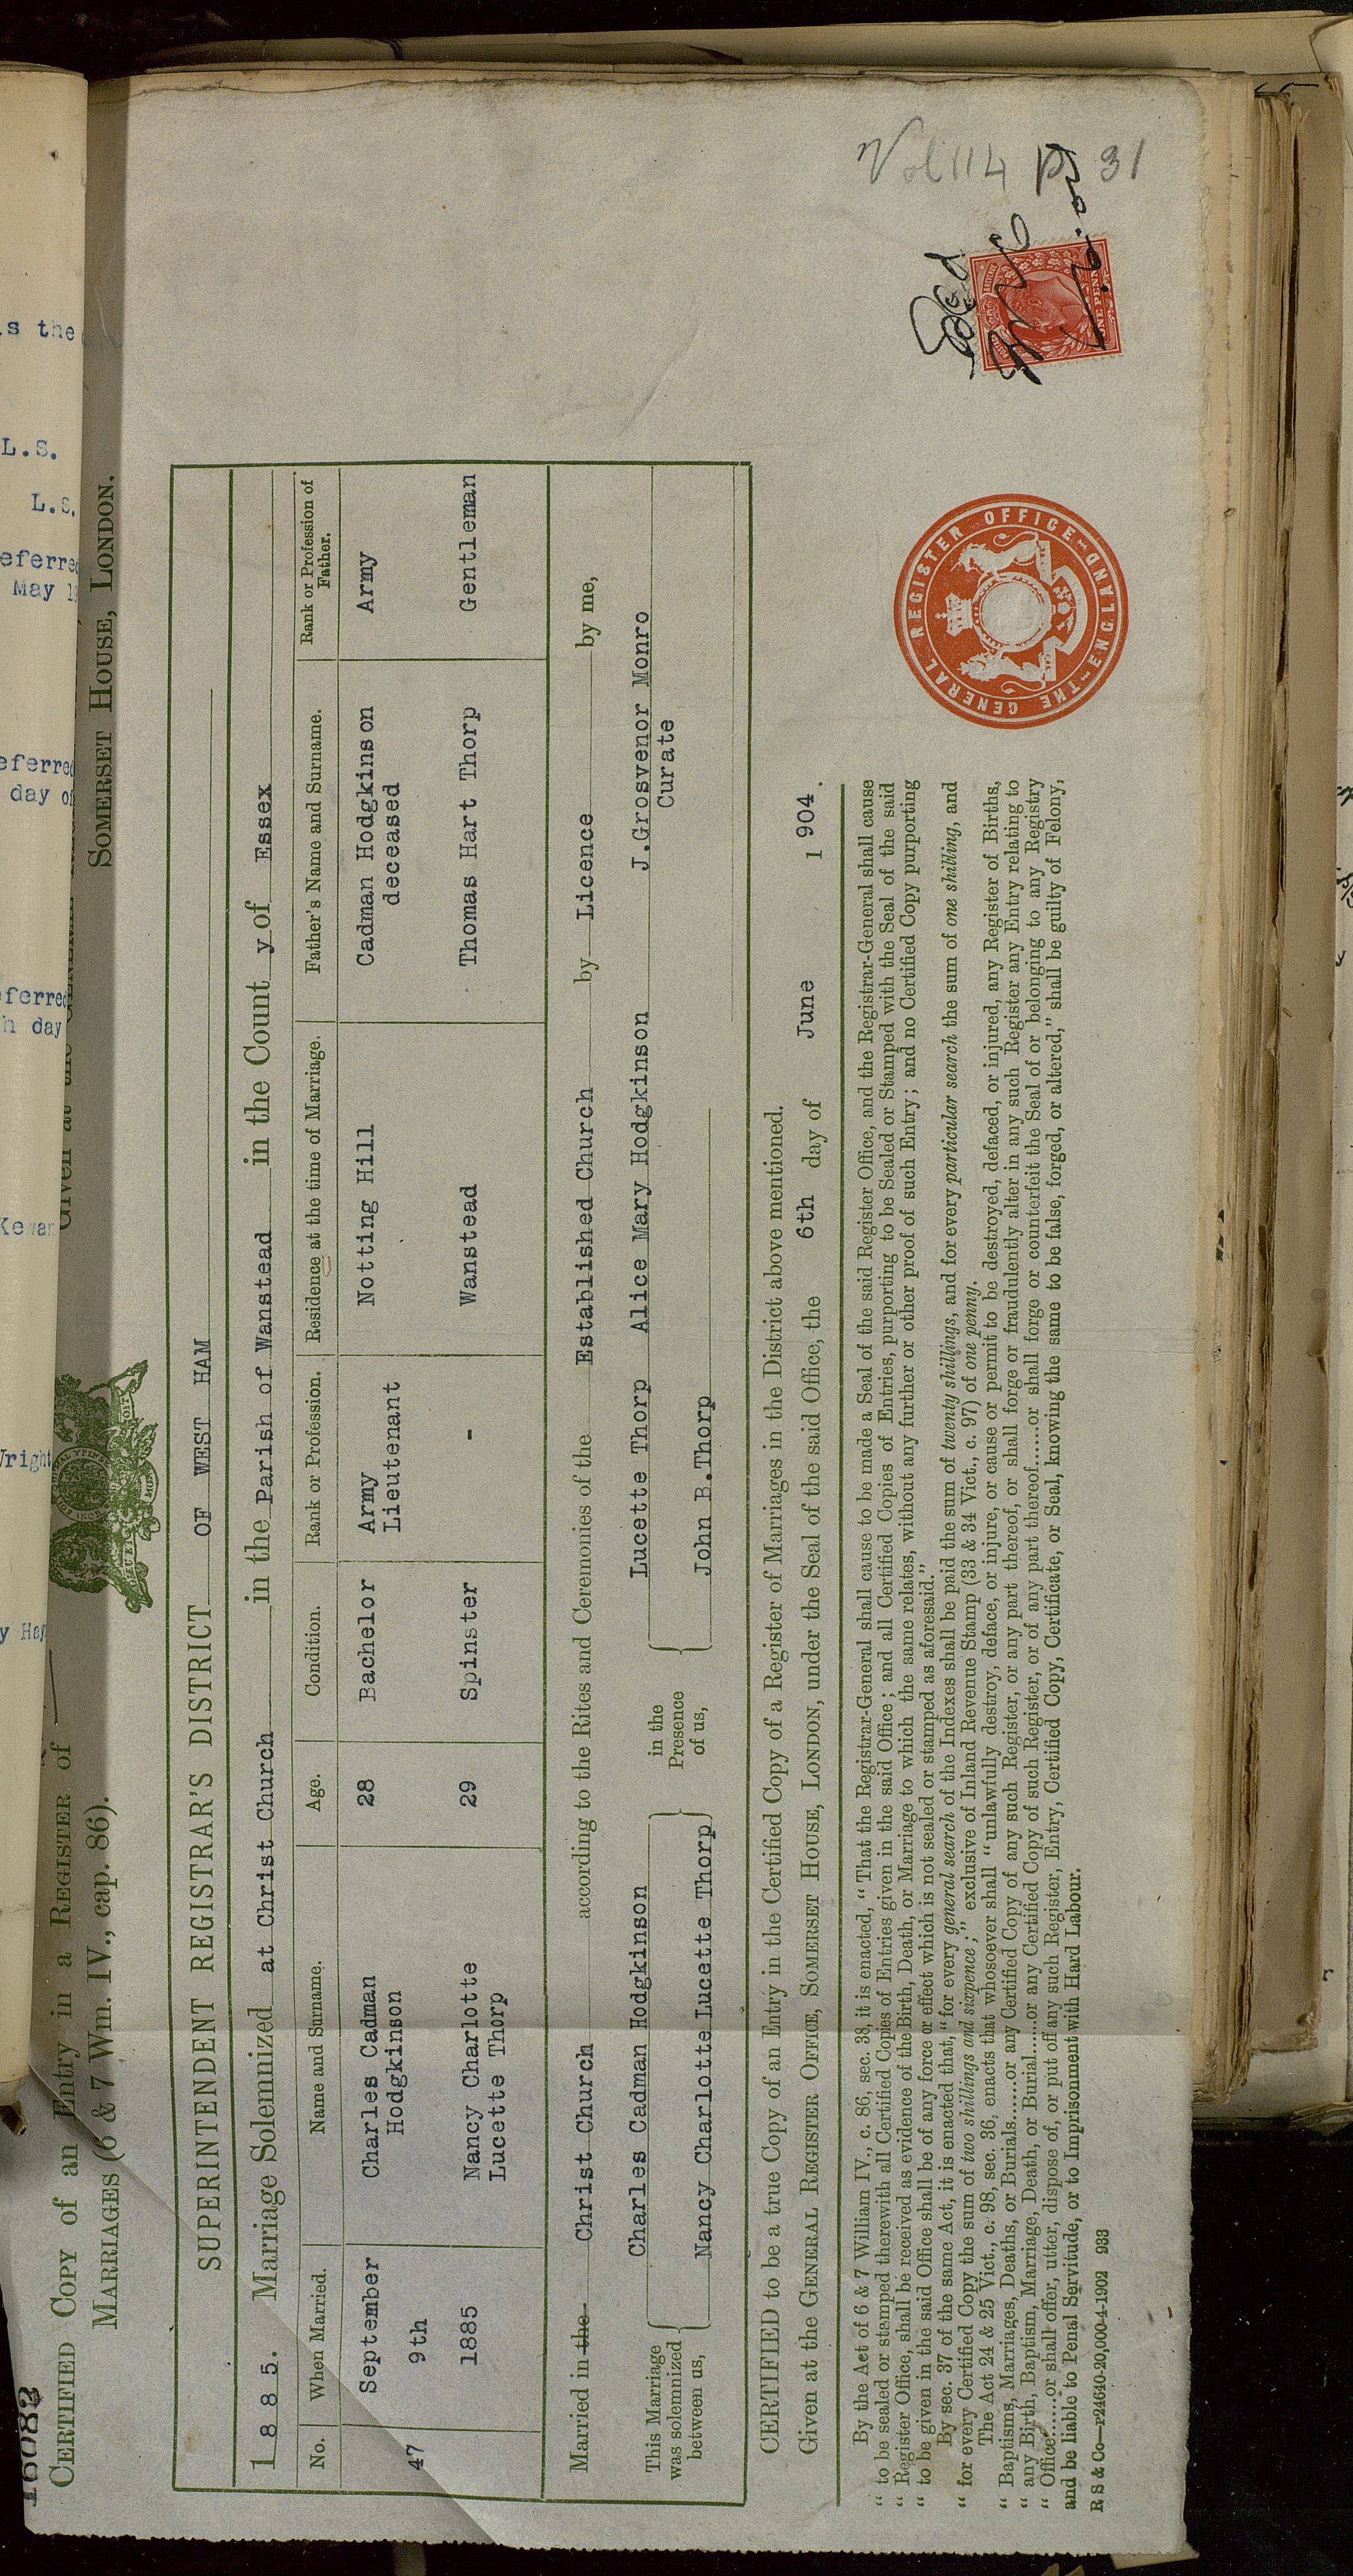 16082
CERTIFIED COPY of an Entry in a REGISTER of
MARRIAGES (6 & 7 Wm. IV., cap. 86).
Given at the GENERAL
SOMERSET HOUSE, LONDON.
SUPERINTENDENT REGISTRAR'S DISTRICT OF WEST HAM
1 8 8 5. Marriage Solemnized at Christ Church in the Parish of Wanstead in the Count y of Essex
No. When Married. Name and Surname. Age. Condition. Rank or Profession. Residence at the time of Marriage. Father's Name and Surname. Rank or Profession of Father.
47 September 9th 1885
Charles Cadman Hodgkinson 28 Bachelor Army Lieutenant Notting Hill Cadman Hodgkinson deceased Army
Nancy Charlotte Lucette Thorp 29 Spinster - Wanstead Thomas Hart Thorp Gentleman
Married in the Christ Church according to the Rites and Ceremonies of the Established Church by Licence by me,
This Marriage was solemnized between us,
Charles Cadman Hodgkinson
Nancy Charlotte Lucette Thorp
in the Presence of us,
Lucette Thorp Alice Mary Hodgkinson
John B. Thorp
J. Grosvenor Monro
Curate
CERTIFIED to be a true Copy of an Entry in the Certified Copy of a Register of Marriages in the District above mentioned.
Given at the GENERAL REGISTER OFFICE, SOMERSET HOUSE, LONDON, under the Seal of the said Office, the 6th day of June 1 904.
By the Act of 6 & 7 William IV., c. 86, sec. 38, it is enacted, "That the Registrar-General shall cause to be made a Seal of the said Register Office, and the Registrar-General shall cause
"to be sealed or stamped therewith all Certified Copies of Entries given in the said Office; and all Certified Copies of Entries, purporting to be Sealed or Stamped with the Seal of the said
"Register Office, shall be received as evidence of the Birth, Death, or Marriage to which the same relates, without any further or other proof of such Entry; and no Certified Copy purporting
"to be given in the said Office shall be of any force or effect which is not sealed or stamped as aforesaid."
By sec. 37 of the same Act, it is enacted that, "for every general search of the Indexes shall be paid the sum of twenty shillings, and for every particular search the sum of one shilling, and
"for every Certified Copy the sum of two shillings and sixpence;" exclusive of Inland Revenue Stamp (33 & 34 Vict., c. 97) of one penny.
The Act 24 & 25 Vict., c. 98, sec. 36, enacts that whosoever shall "unlawfully destroy, deface, or injure, or cause or permit to be destroyed, defaced, or injured, any Register of Births,
"Baptisms, Marriages, Deaths, or Burials......or any Certified Copy of any such Register, or any part thereof, or shall forge or fraudulently alter in any such Register any Entry relating to
"any Birth, Baptism, Marriage, Death, or Burial......or any Certified Copy of such Register, or of any part thereof......or shall forge or counterfeit the Seal of or belonging to any Registry
"Office......or shall offer, utter, dispose of, or put off any such Register, Entry, Certified Copy, Certificate, or Seal, knowing the same to be false, forged, or altered," shall be guilty of Felony,
and be liable to Penal Servitude, or to Imprisonment with Hard Labour.
R S & Co—r24640-20,000-4-1902 933
THE GENERAL REGISTER OFFICE ENGLAND
ONE PENNY
Vol 114 p 31
is the
L.S.
L.S.
eferred
May 1
eferred
day of
eferred
h day
Kewan
Wright
y Hay